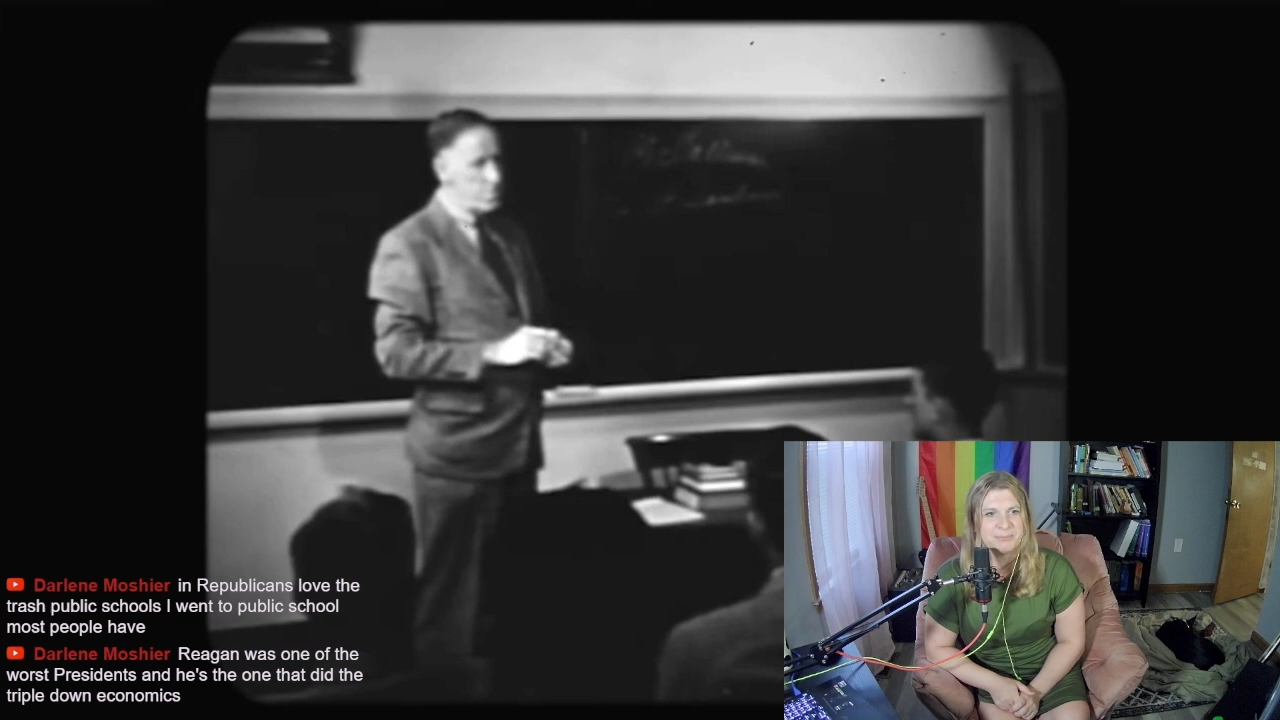 Darlene Moshier in Republicans love the
trash public schools I went to public school
most people have
Darlene Moshier Reagan was one of the
worst Presidents and he's the one that did the
triple down economics